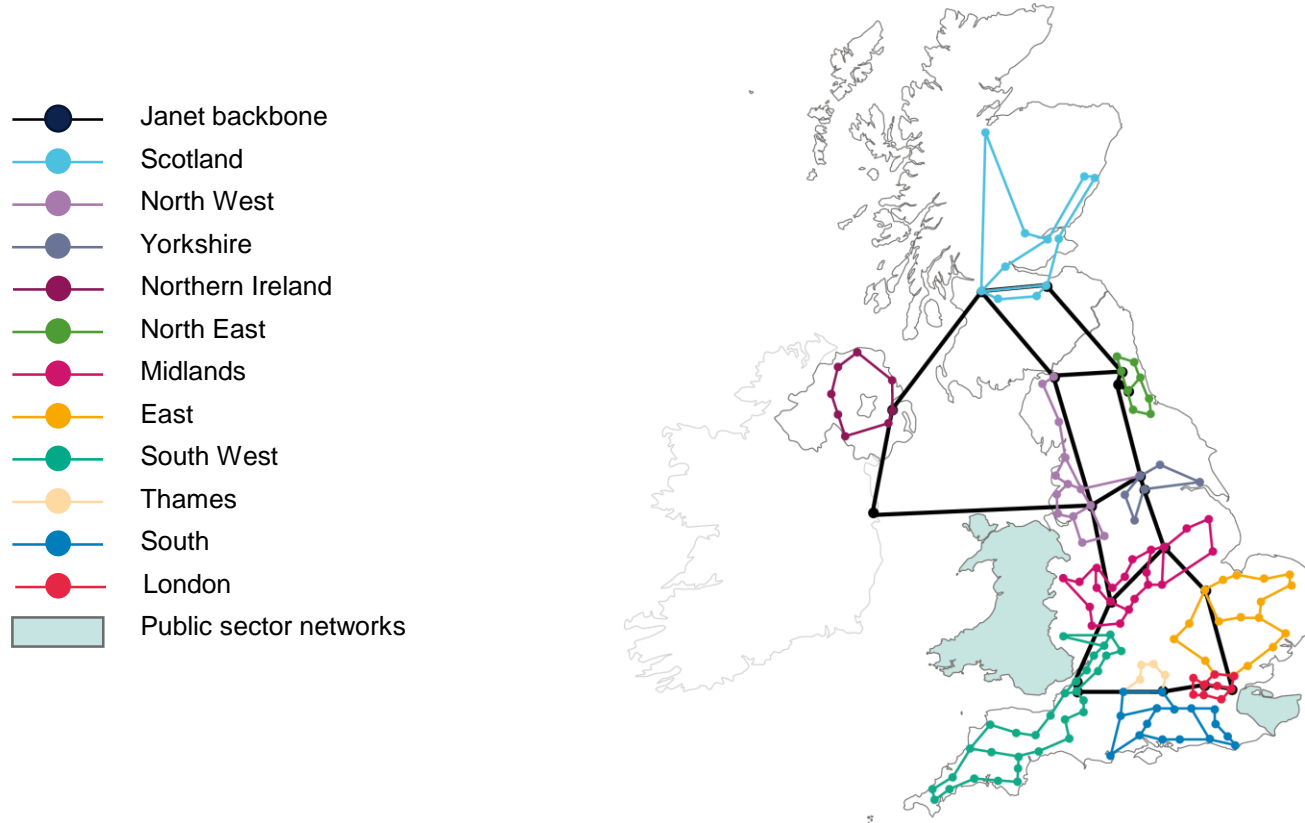 Janet backbone
Scotland
North West
Yorkshire
Northern Ireland
North East
Midlands
East
South West
Thames
South
London
Public sector networks